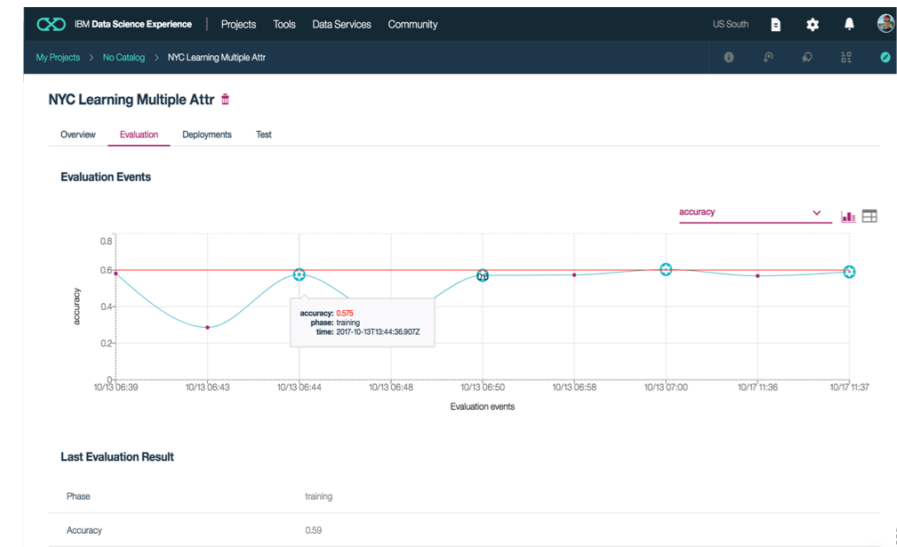 IBM Data Science Experience | Projects Tools Data Services Community US South
My Projects > No Catalog > NYC Learning Multiple Attr
NYC Learning Multiple Attr
Overview Evaluation Deployments Test
Evaluation Events
accuracy
0.8
0.6
0.4
0.2
0
accuracy
accuracy: 0.575
phase: training
time: 2017-10-13T13:44:36.907Z
10/13 06:39 10/13 06:43 10/13 06:44 10/13 06:48 10/13 06:50 10/13 06:58 10/13 07:00 10/17 11:36 10/17 11:37
Evaluation events
Last Evaluation Result
Phase training
Accuracy 0.59